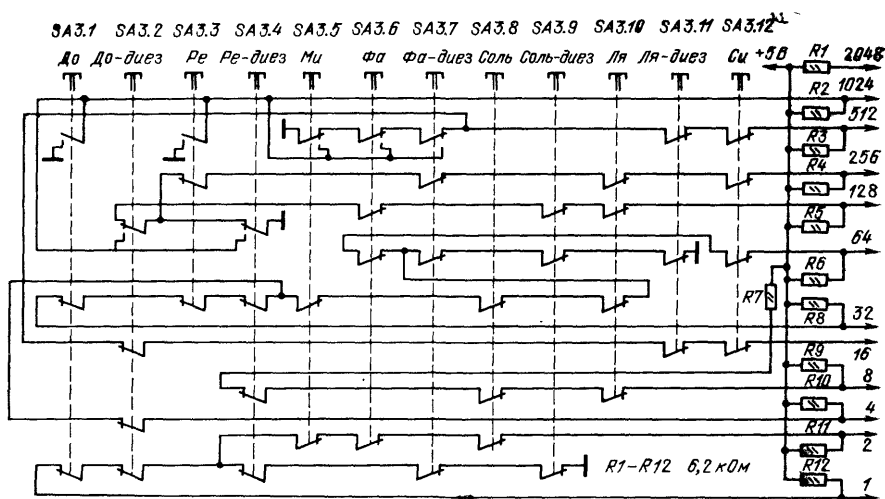 SA3.1 SA3.2 SA3.3 SA3.4 SA3.5 SA3.6 SA3.7 SA3.8 SA3.9 SA3.10 SA3.11 SA3.12
До До-диез Ре Ре-диез Ми Фа Фа-диез Соль Соль-диез Ля Ля-диез Си +5В R1 2048
R2 1024
512
R3
R4 256
128
R5
64
R6
R7
R8 32
16
R9
R10 8
4
R11
2
R1-R12 6,2 кОм R12
1